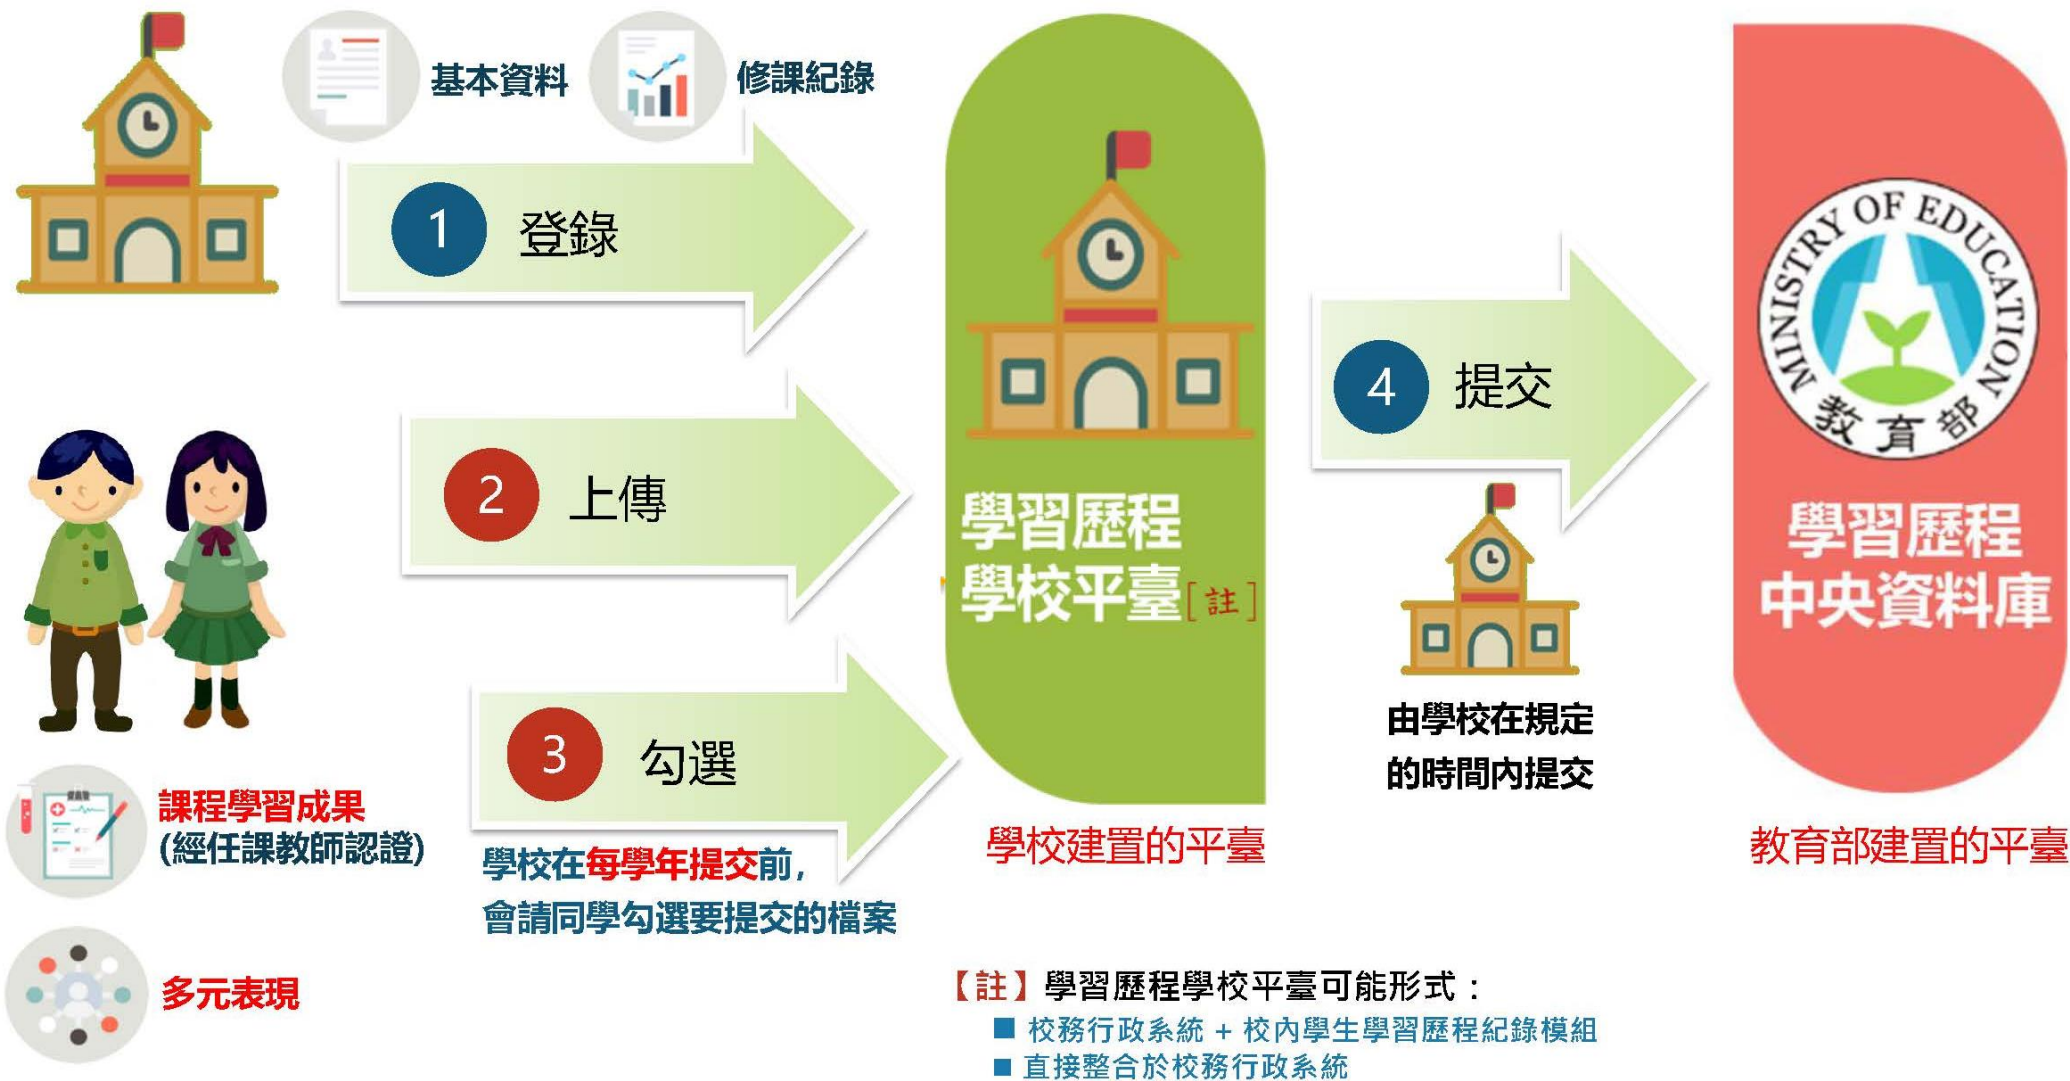 基本資料
修課紀錄
1 登錄
2 上傳
課程學習成果
(經任課教師認證)
多元表現
3 勾選
學校在每學年提交前,
會請同學勾選要提交的檔案
學習歷程
學校平臺[註]
學校建置的平臺
4 提交
由學校在規定
的時間內提交
MINISTRY OF EDUCATION
教育部
學習歷程
中央資料庫
教育部建置的平臺
【註】學習歷程學校平臺可能形式：
■ 校務行政系統 + 校內學生學習歷程紀錄模組
■ 直接整合於校務行政系統